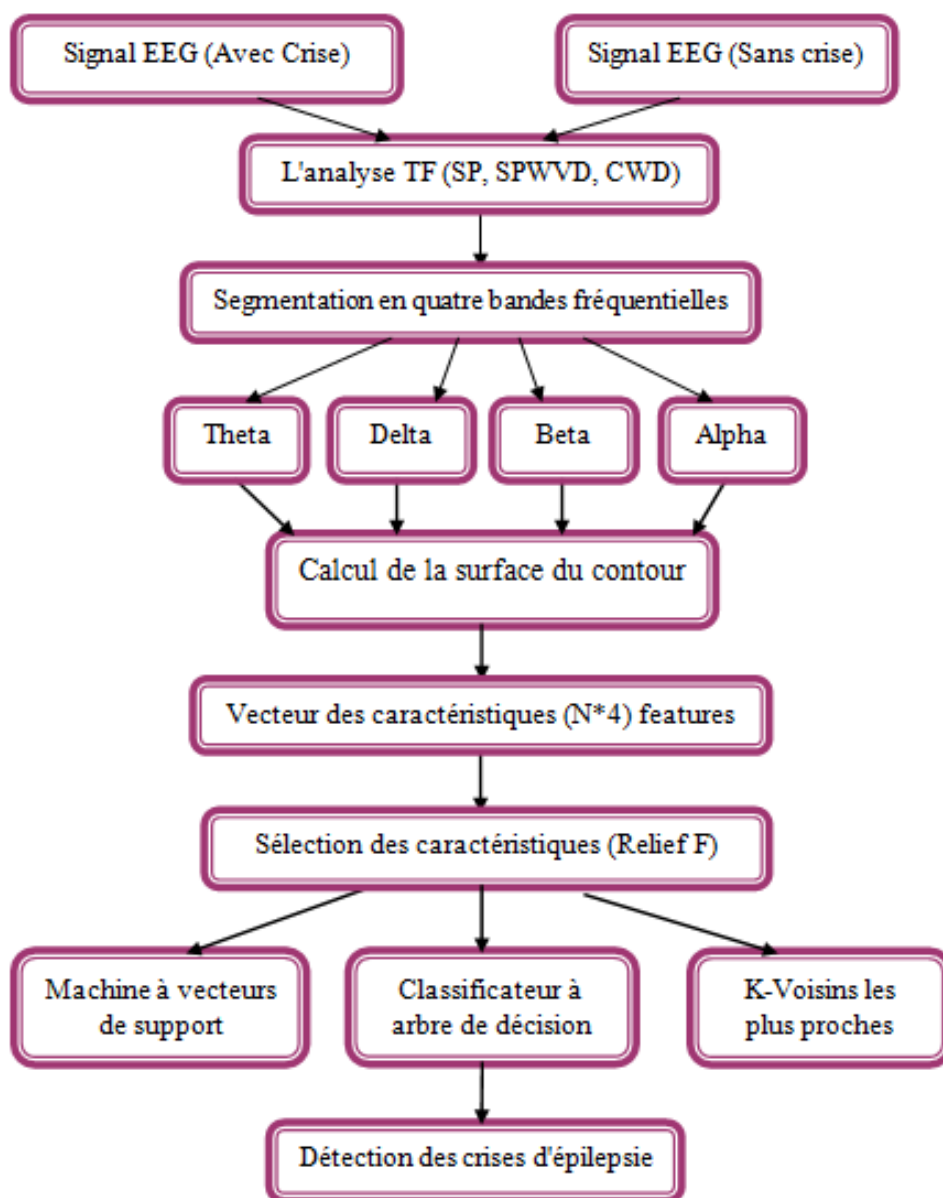 Signal EEG (Avec Crise)
Signal EEG (Sans crise)
L'analyse TF (SP, SPWVD, CWD)
Segmentation en quatre bandes fréquentielles
Theta
Delta
Beta
Alpha
Calcul de la surface du contour
Vecteur des caractéristiques (N*4) features
Sélection des caractéristiques (Relief F)
Machine à vecteurs
de support
Classificateur à
arbre de décision
K-Voisins les
plus proches
Détection des crises d'épilepsie